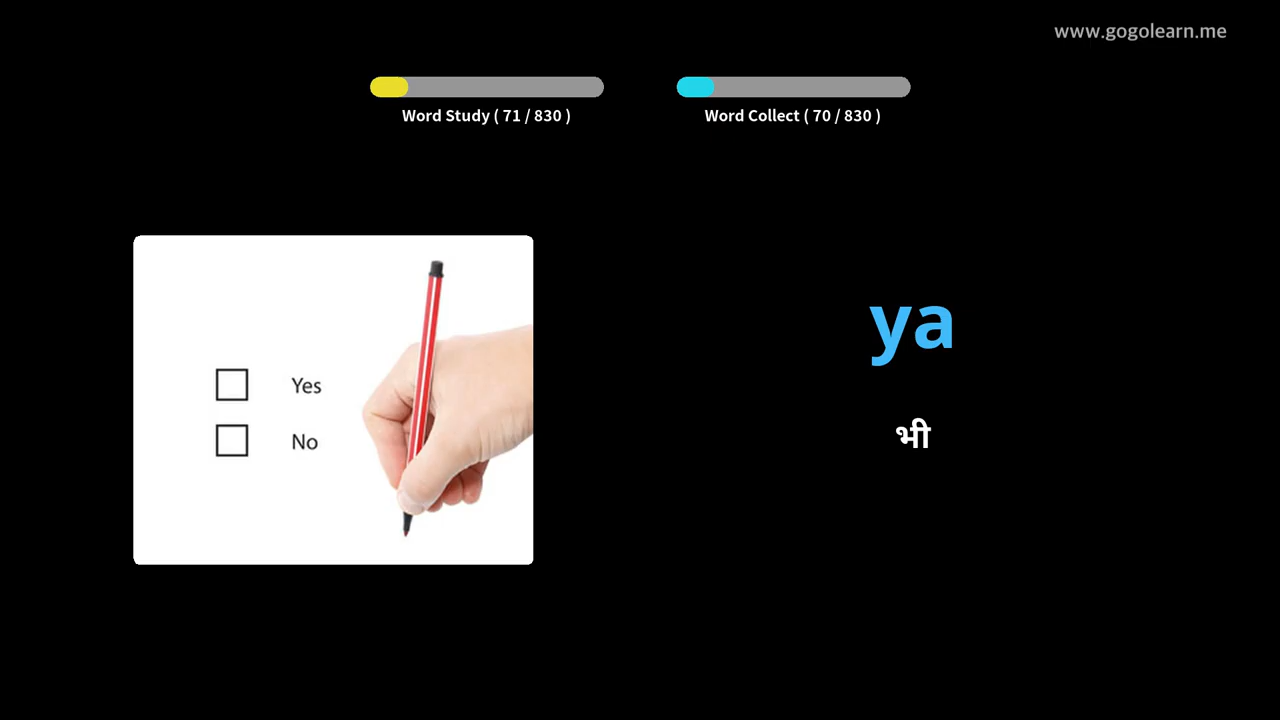 www.gogolearn.me
Word Study ( 71 / 830 )
Word Collect ( 70 / 830 )
Yes
No
ya
भी